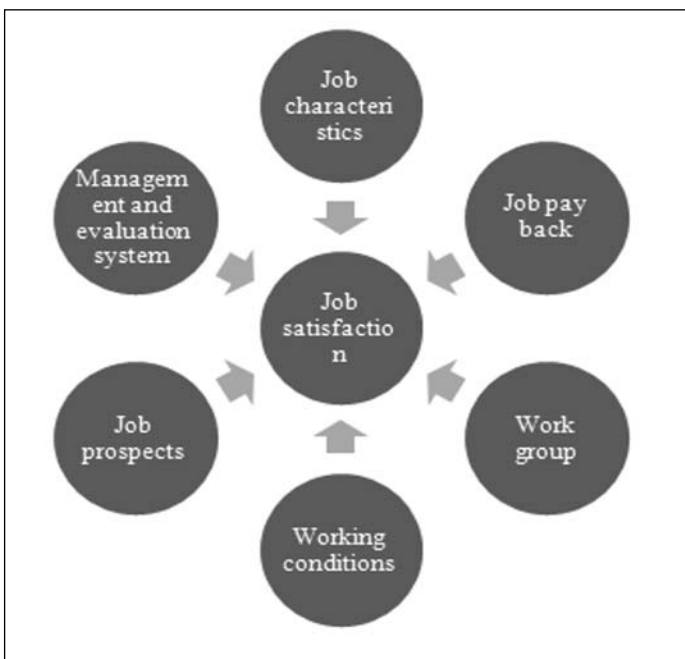 Job
characteri
stics
Managem
ent and
evaluation
system
Job pay
back
Job
satisfactio
n
Job
prospects
Work
group
Working
conditions